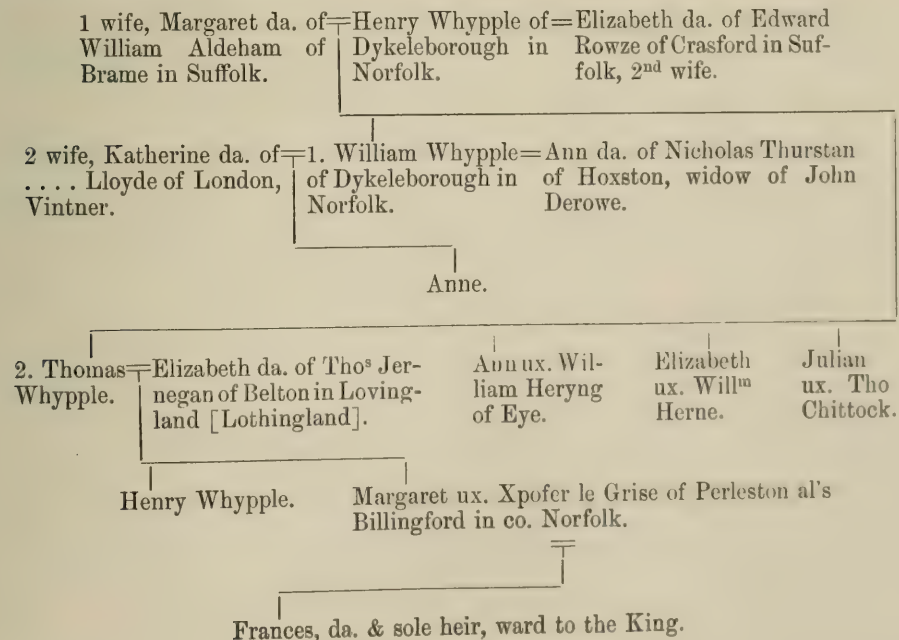 1 wife, Margaret da. of=Henry Whypple of=Elizabeth da. of Edward
William Aldeham of Dykeleborough in Rowze of Crasford in Suf-
Brame in Suffolk. Norfolk. folk, 2nd wife.
2 wife, Katherine da. of=1. William Whypple=Ann da. of Nicholas Thurstan
. . . . Lloyde of London, of Dykeleborough in of Hoxston, widow of John
Vintner. Norfolk. Derowe.
Anne.
2. Thomas=Elizabeth da. of Thos Jer- Ann ux. Wil- Elizabeth Julian
Whypple. negan of Belton in Loving- liam Heryng ux. Willm ux. Tho
land [Lothingland]. of Eye. Herne. Chittock.
Henry Whypple. Margaret ux. Xpofer le Grise of Perleston al's
Billingford in co. Norfolk.
Frances, da. & sole heir, ward to the King.